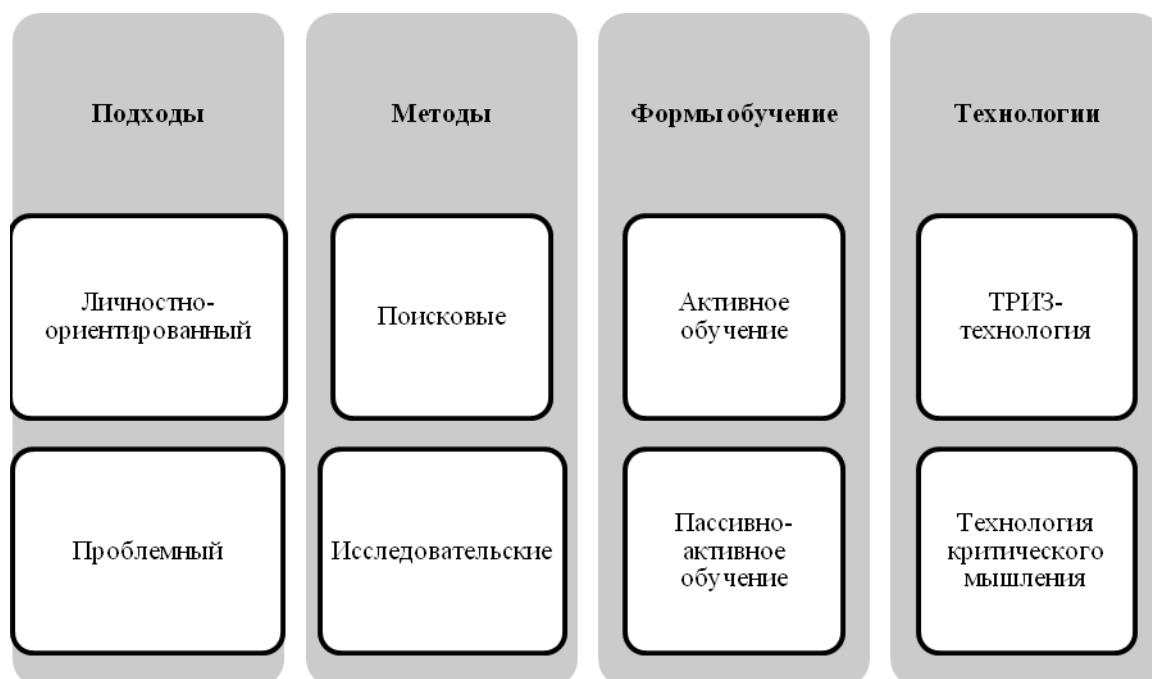 Подходы
Личностно-
ориентированный
Проблемный
Методы
Поисковые
Исследовательские
Формы обучение
Активное
обучение
Пассивно-
активное
обучение
Технологии
ТРИЗ-
технология
Технология
критического
мышления